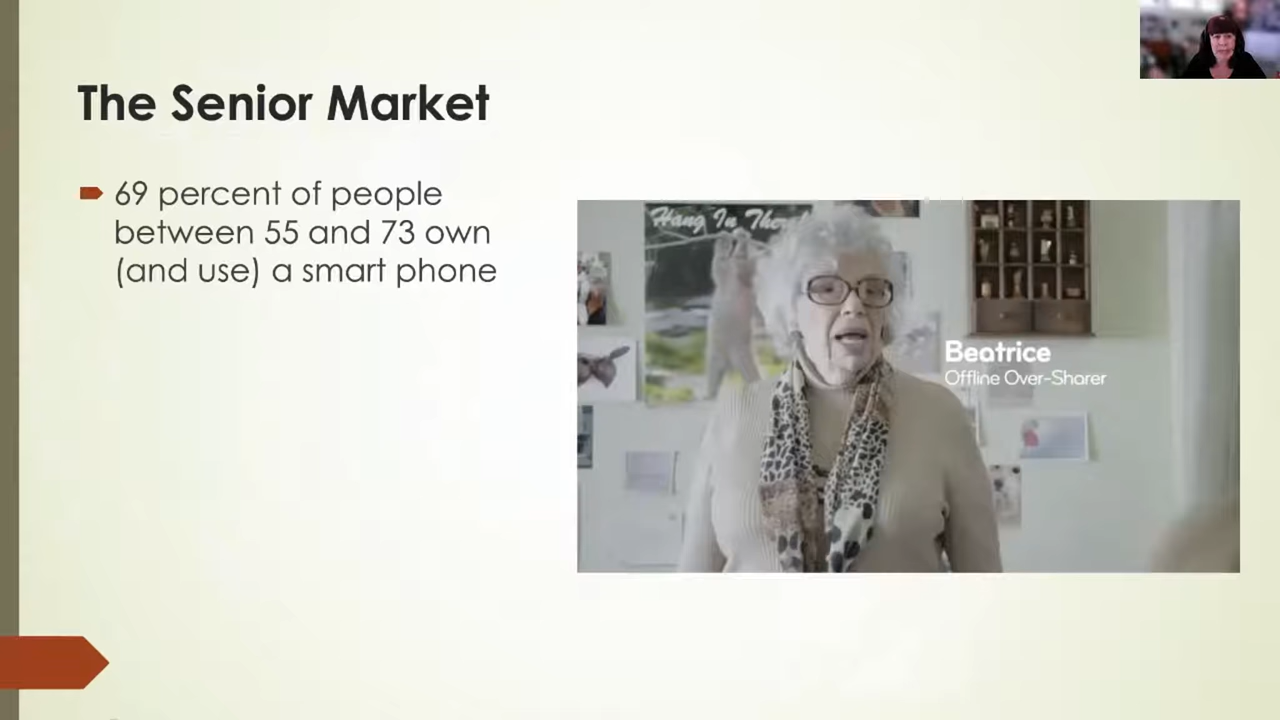 The Senior Market
69 percent of people
between 55 and 73 own
(and use) a smart phone
Hang In There
Beatrice
Offline Over-Sharer